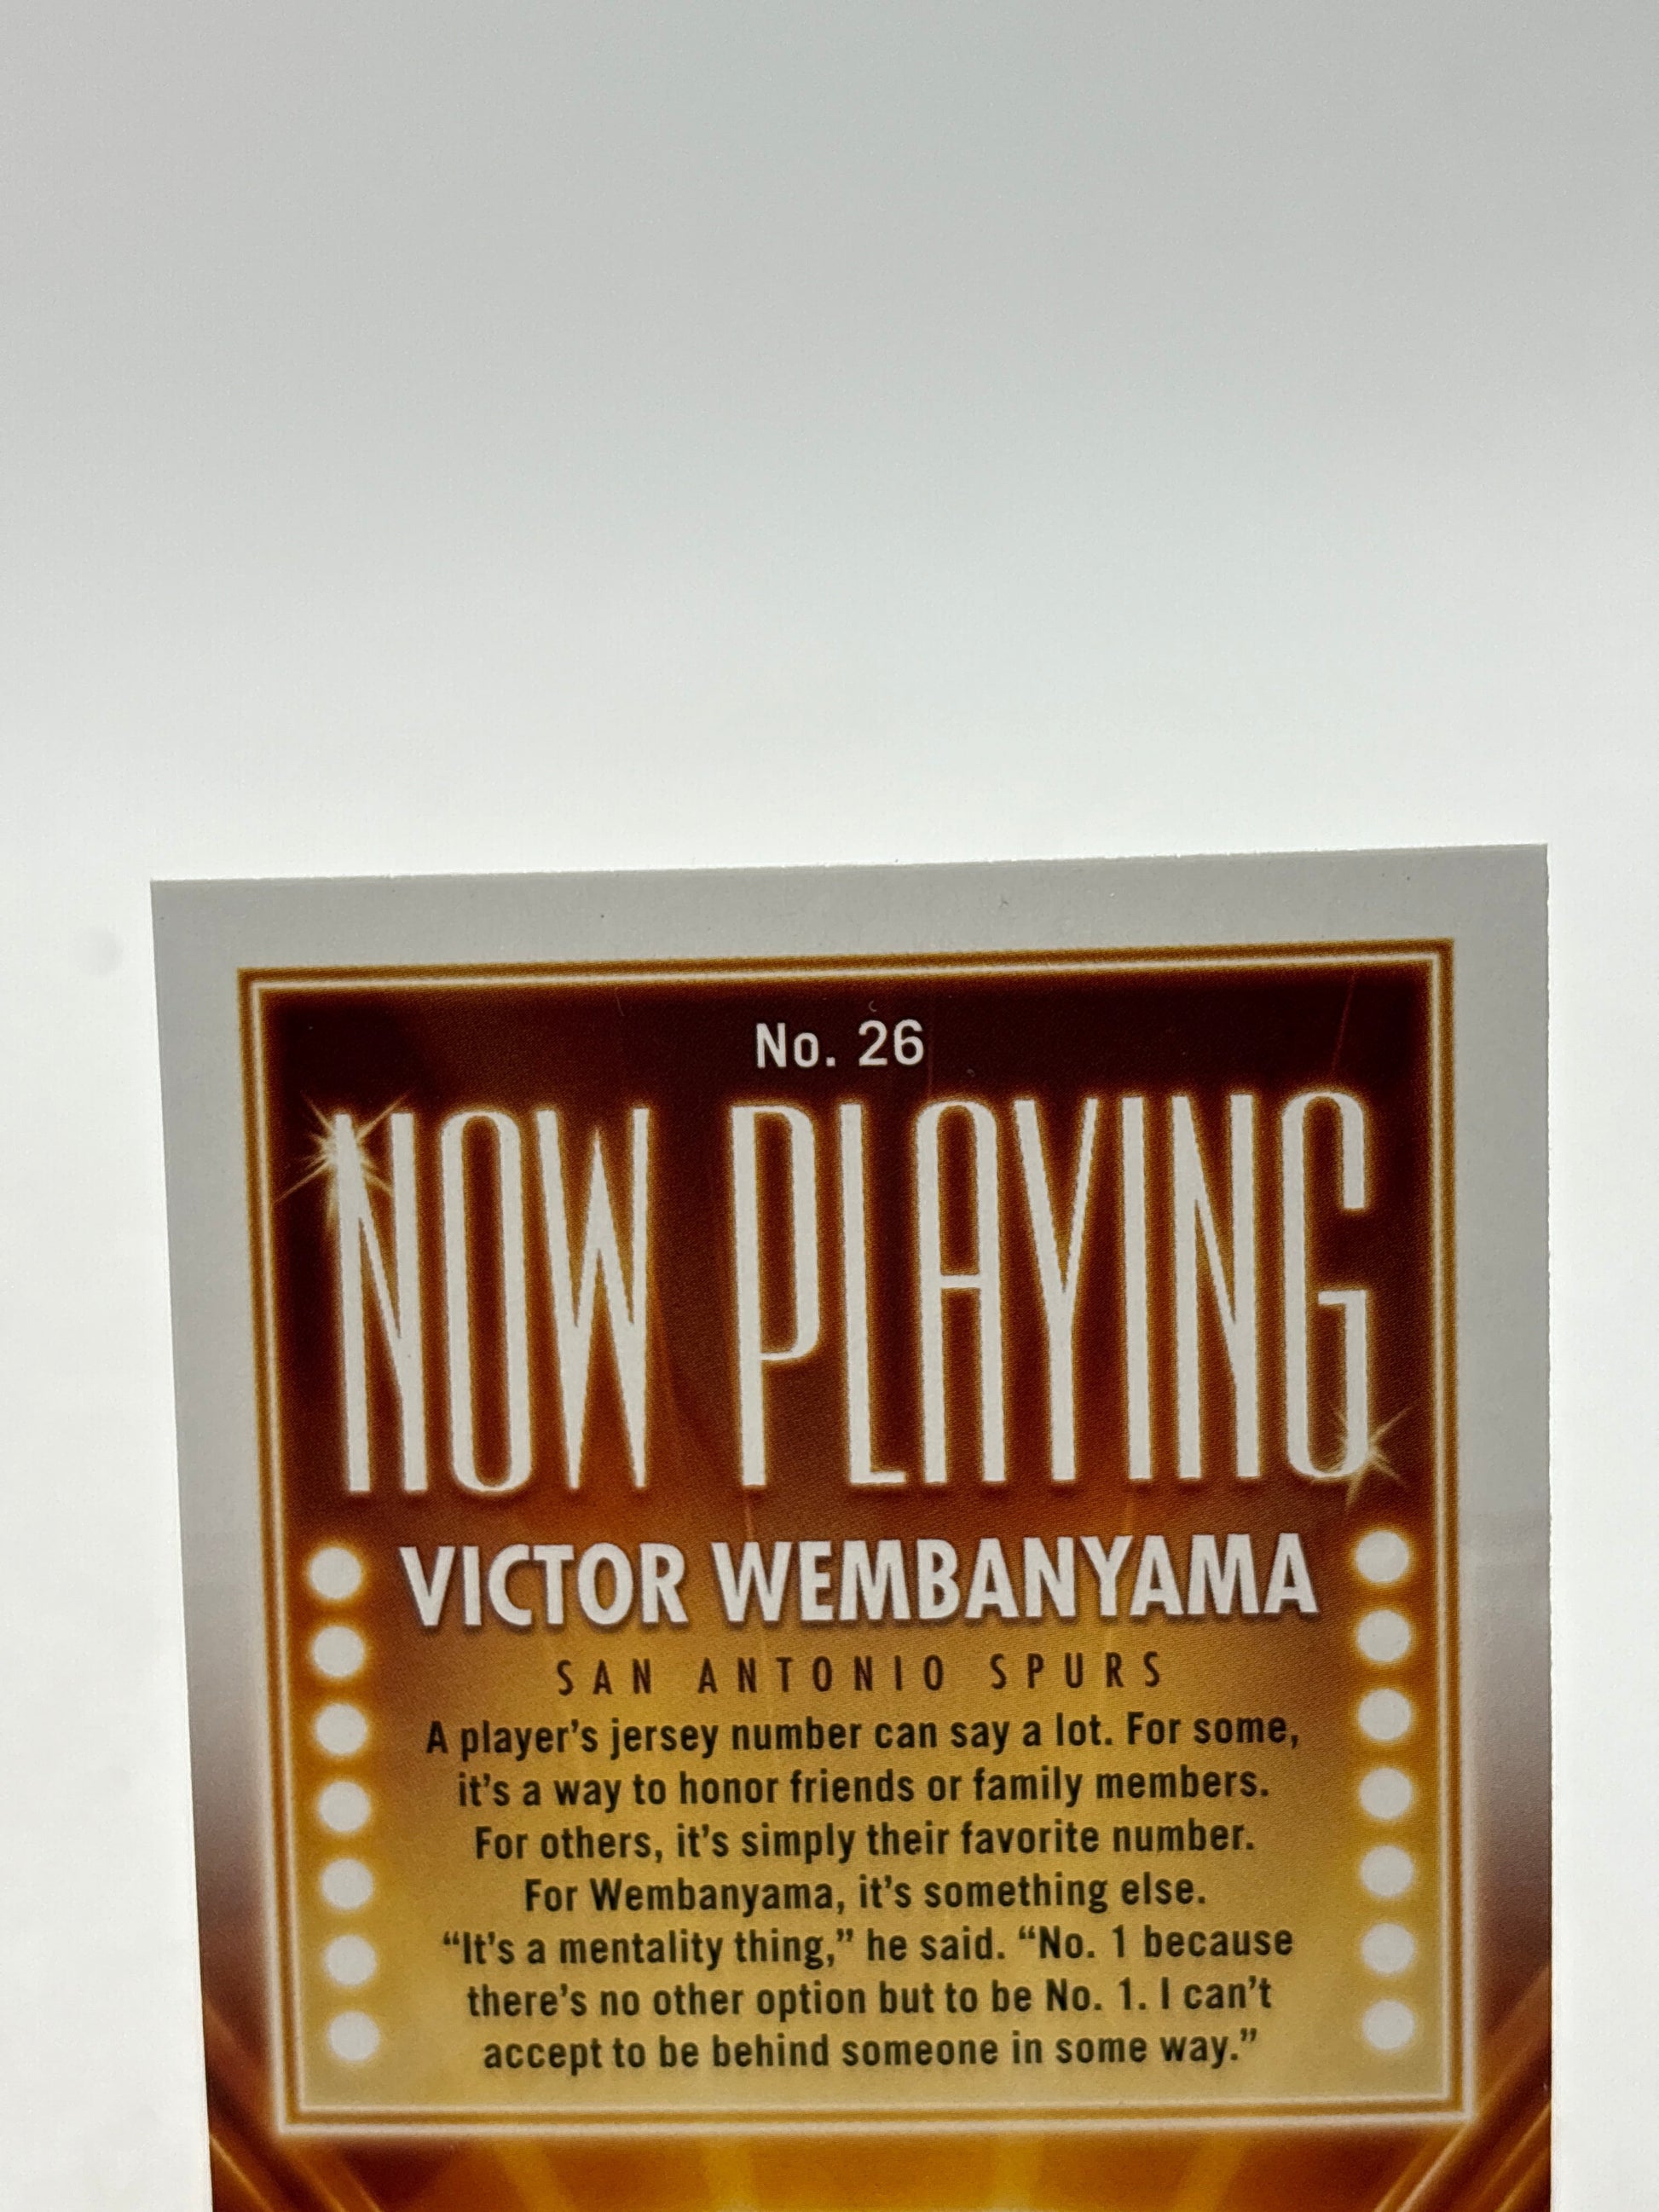 No. 26
NOW PLAYING
VICTOR WEMBANYAMA
SAN ANTONIO SPURS
A player’s jersey number can say a lot. For some,
it’s a way to honor friends or family members.
For others, it’s simply their favorite number.
For Wembanyama, it’s something else.
“It’s a mentality thing,” he said. “No. 1 because
there’s no other option but to be No. 1. I can’t
accept to be behind someone in some way.”